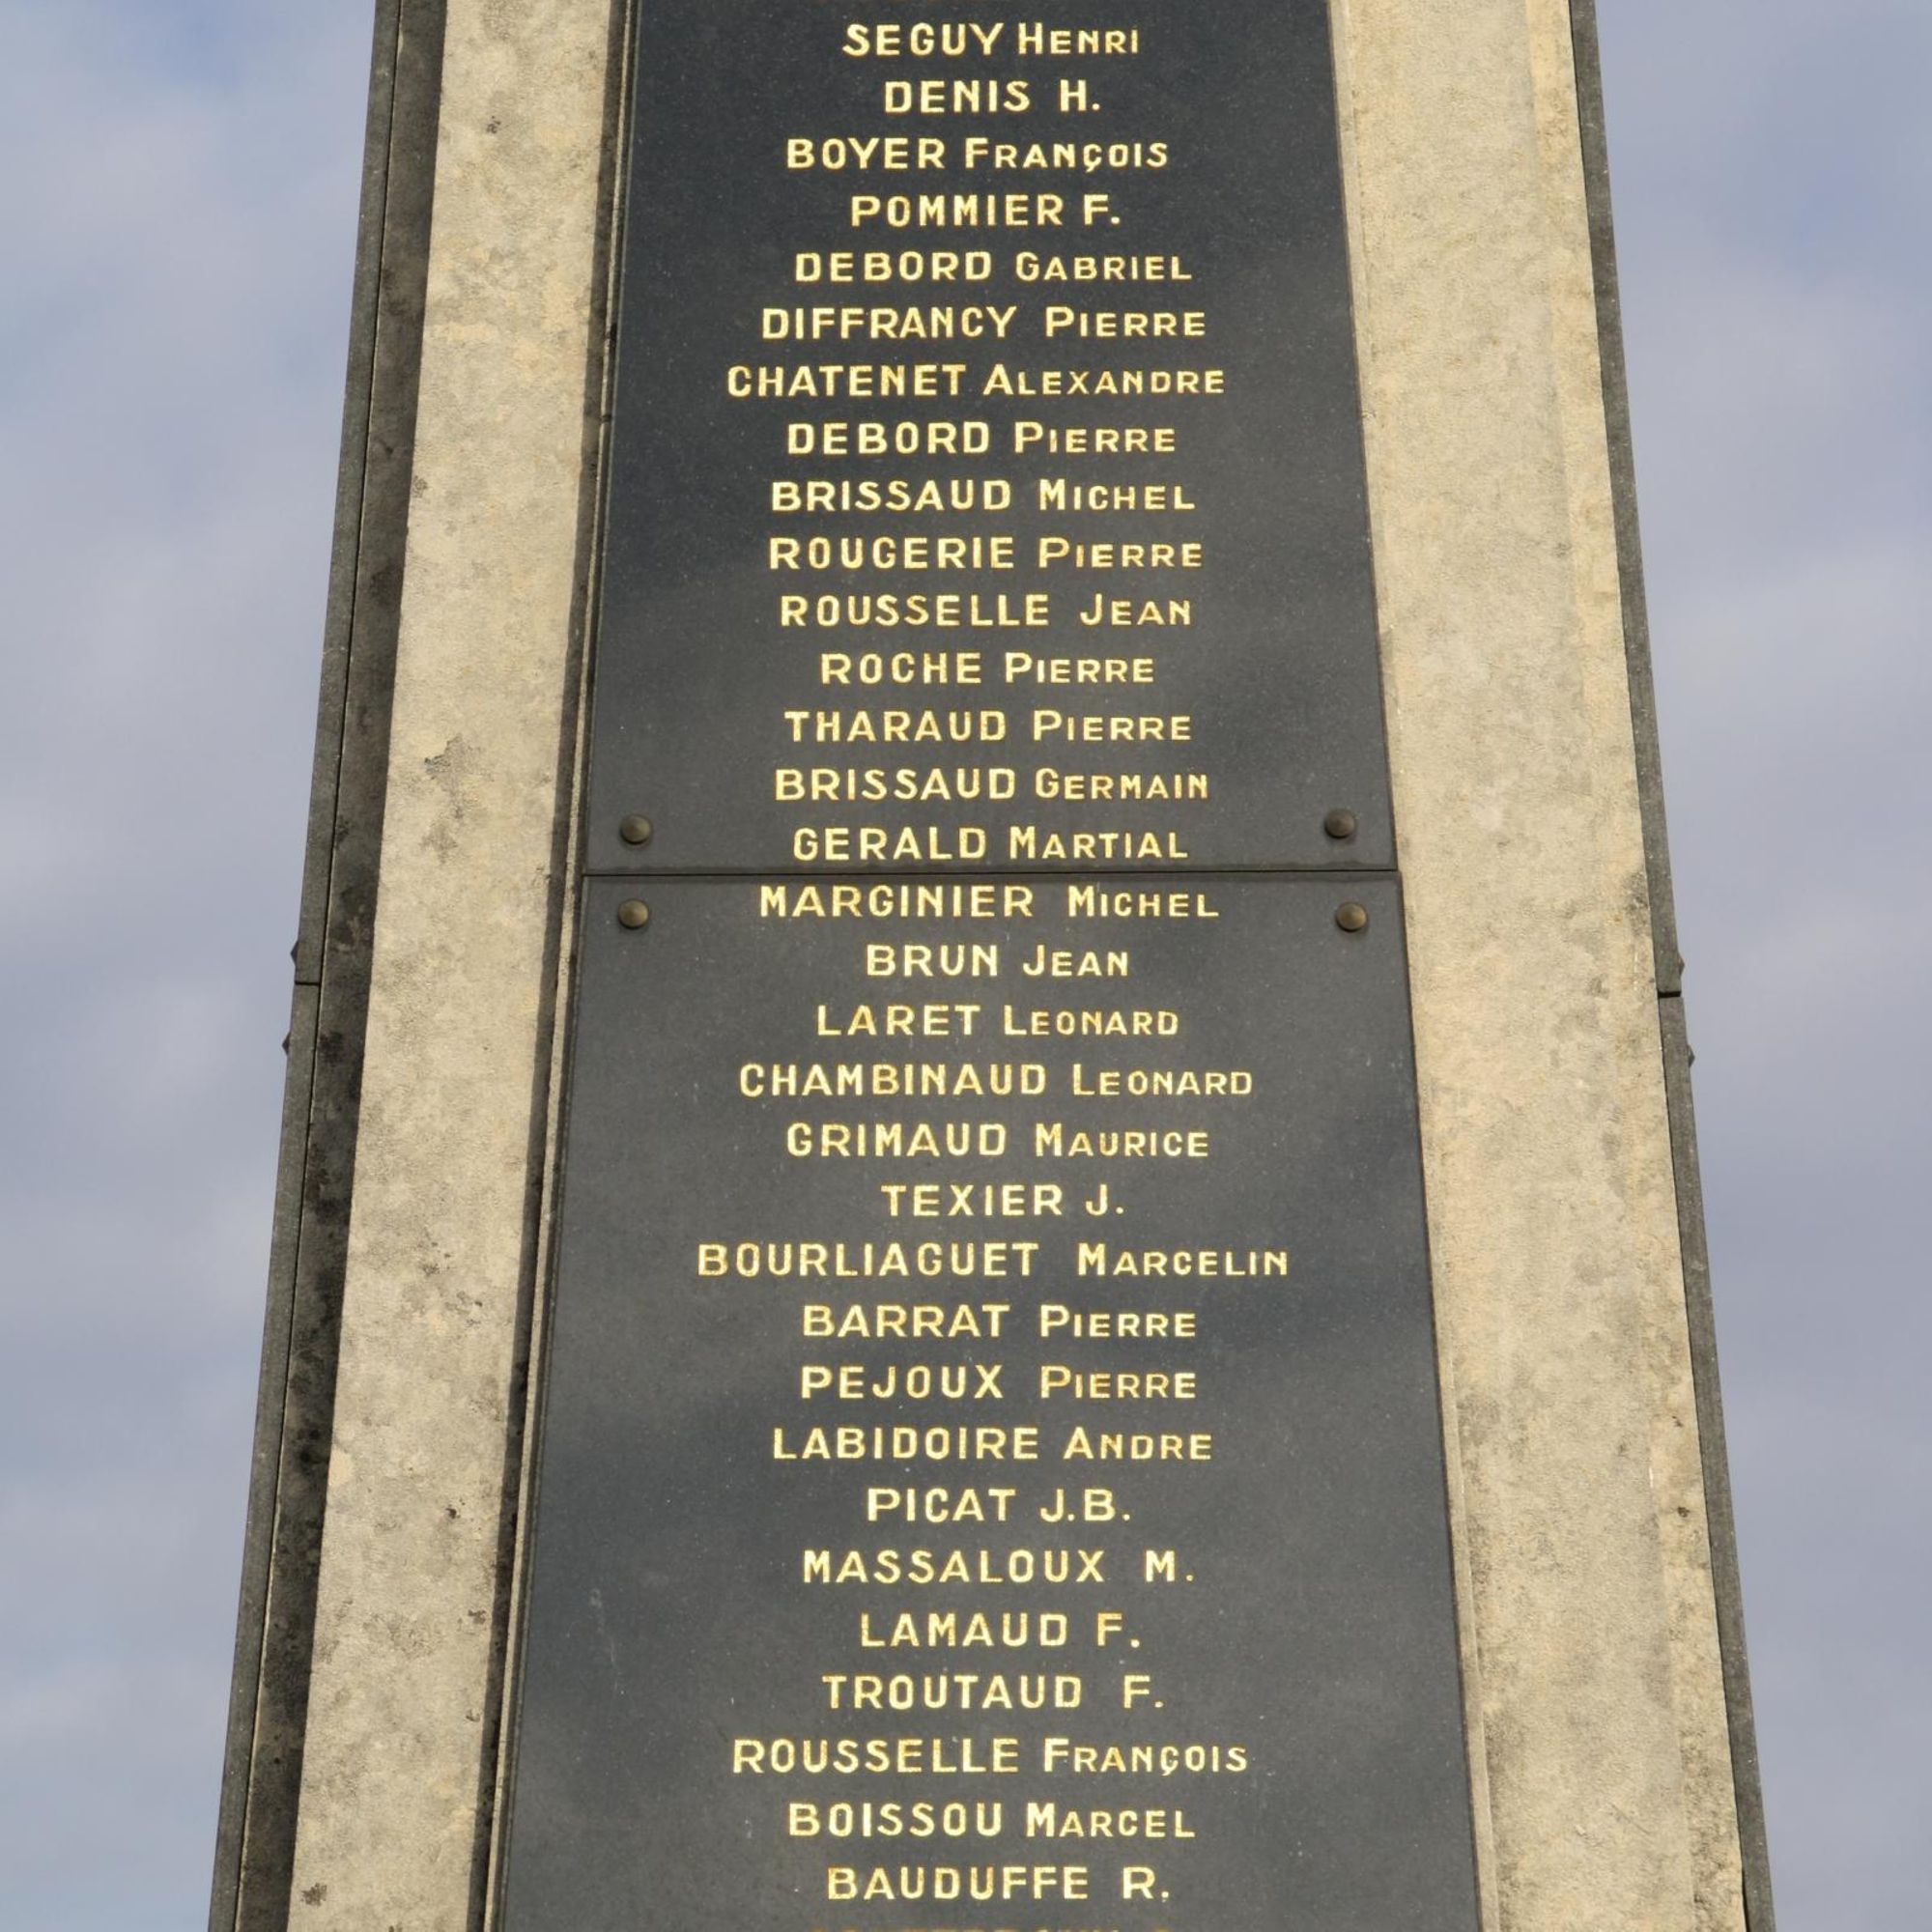 SEGUY HENRI
DENIS H.
BOYER FRANÇOIS
POMMIER F.
DEBORD GABRIEL
DIFFRANCY PIERRE
CHATENET ALEXANDRE
DEBORD PIERRE
BRISSAUD MICHEL
ROUGERIE PIERRE
ROUSSELLE JEAN
ROCHE PIERRE
THARAUD PIERRE
BRISSAUD GERMAIN
GERALD MARTIAL
MARGINIER MICHEL
BRUN JEAN
LARET LEONARD
CHAMBINAUD LEONARD
GRIMAUD MAURICE
TEXIER J.
BOURLIAGUET MARCELIN
BARRAT PIERRE
PEJOUX PIERRE
LABIDOIRE ANDRE
PICAT J.B.
MASSALOUX M.
LAMAUD F.
TROUTAUD F.
ROUSSELLE FRANÇOIS
BOISSOU MARCEL
BAUDUFFE R.